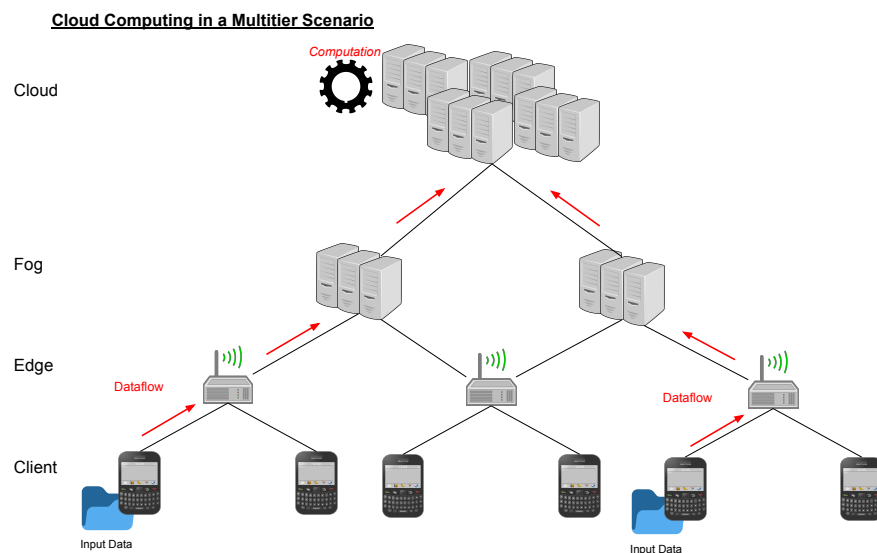 Cloud Computing in a Multitier Scenario
Computation
Cloud
Fog
Edge
Dataflow
Dataflow
Client
Input Data
Input Data